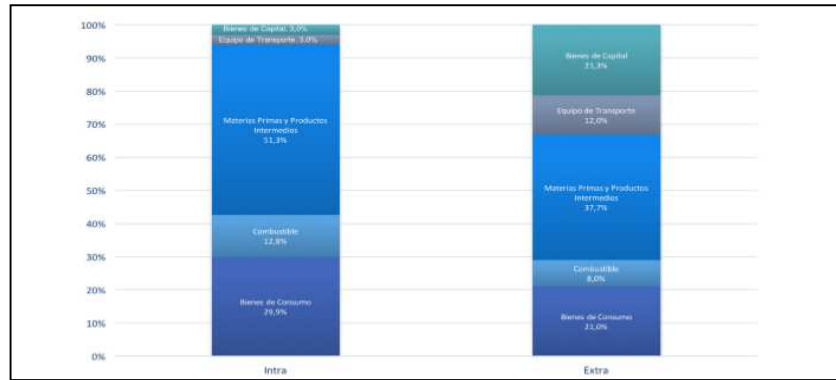 100%
90%
80%
70%
60%
50%
40%
30%
20%
10%
0%
Bienes de Capital, 3,0%
Equipo de Transporte, 3,0%
Materias Primas y Productos
Intermedios
51,3%
Combustible
12,8%
Bienes de Consumo
29,9%
Intra
Bienes de Capital
21,3%
Equipo de Transporte
12,0%
Materias Primas y Productos
Intermedios
37,7%
Combustible
8,0%
Bienes de Consumo
21,0%
Extra